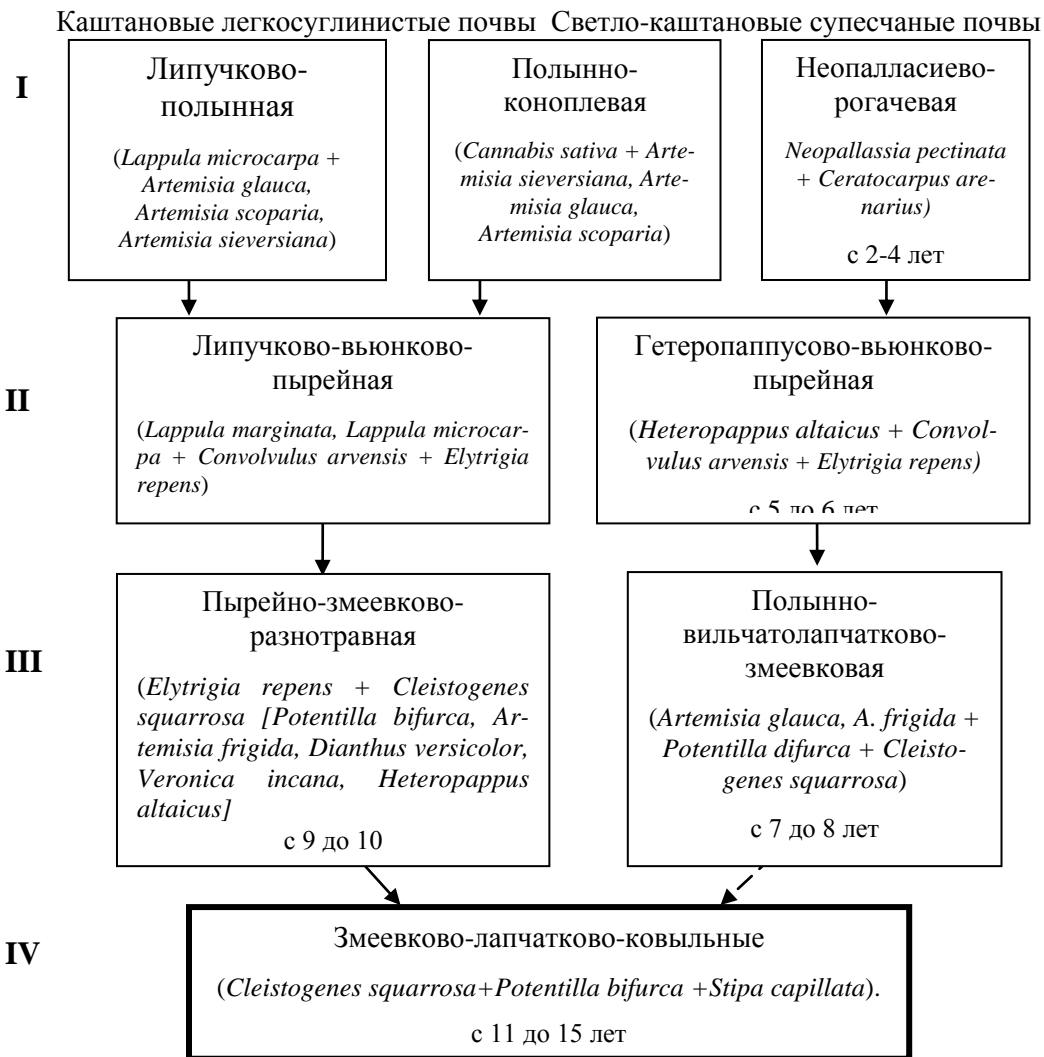 Каштановые легкосуглинистые почвы Светло-каштановые супесчаные почвы
I
Липучково-
полынная
(Lappula microcarpa +
Artemisia glauca,
Artemisia scoparia,
Artemisia sieversiana)
Полынно-
коноплевая
(Cannabis sativa + Arte-
misia sieversiana, Arte-
misia glauca,
Artemisia scoparia)
Неопалласиево-
рогачевая
Neopallassia pectinata
+ Ceratocarpus are-
narius)
с 2-4 лет
II
Липучково-вьюнково-
пырейная
(Lappula marginata, Lappula microcar-
pa + Convolvulus arvensis + Elytrigia
repens)
Гетеропаппусово-вьюнково-
пырейная
(Heteropappus altaicus + Convol-
vulus arvensis + Elytrigia repens)
с 5 до 6 лет
III
Пырейно-змеевково-
разнотравная
(Elytrigia repens + Cleistogenes
squarrosa [Potentilla bifurca, Ar-
temisia frigida, Dianthus versicolor,
Veronica incana, Heteropappus
altaicus]
с 9 до 10
Полынно-
вильчатолапчатково-
змеевковая
(Artemisia glauca, A. frigida +
Potentilla difurca + Cleisto-
genes squarrosa)
с 7 до 8 лет
IV
Змеевково-лапчатково-ковыльные
(Cleistogenes squarrosa+Potentilla bifurca +Stipa capillata).
с 11 до 15 лет